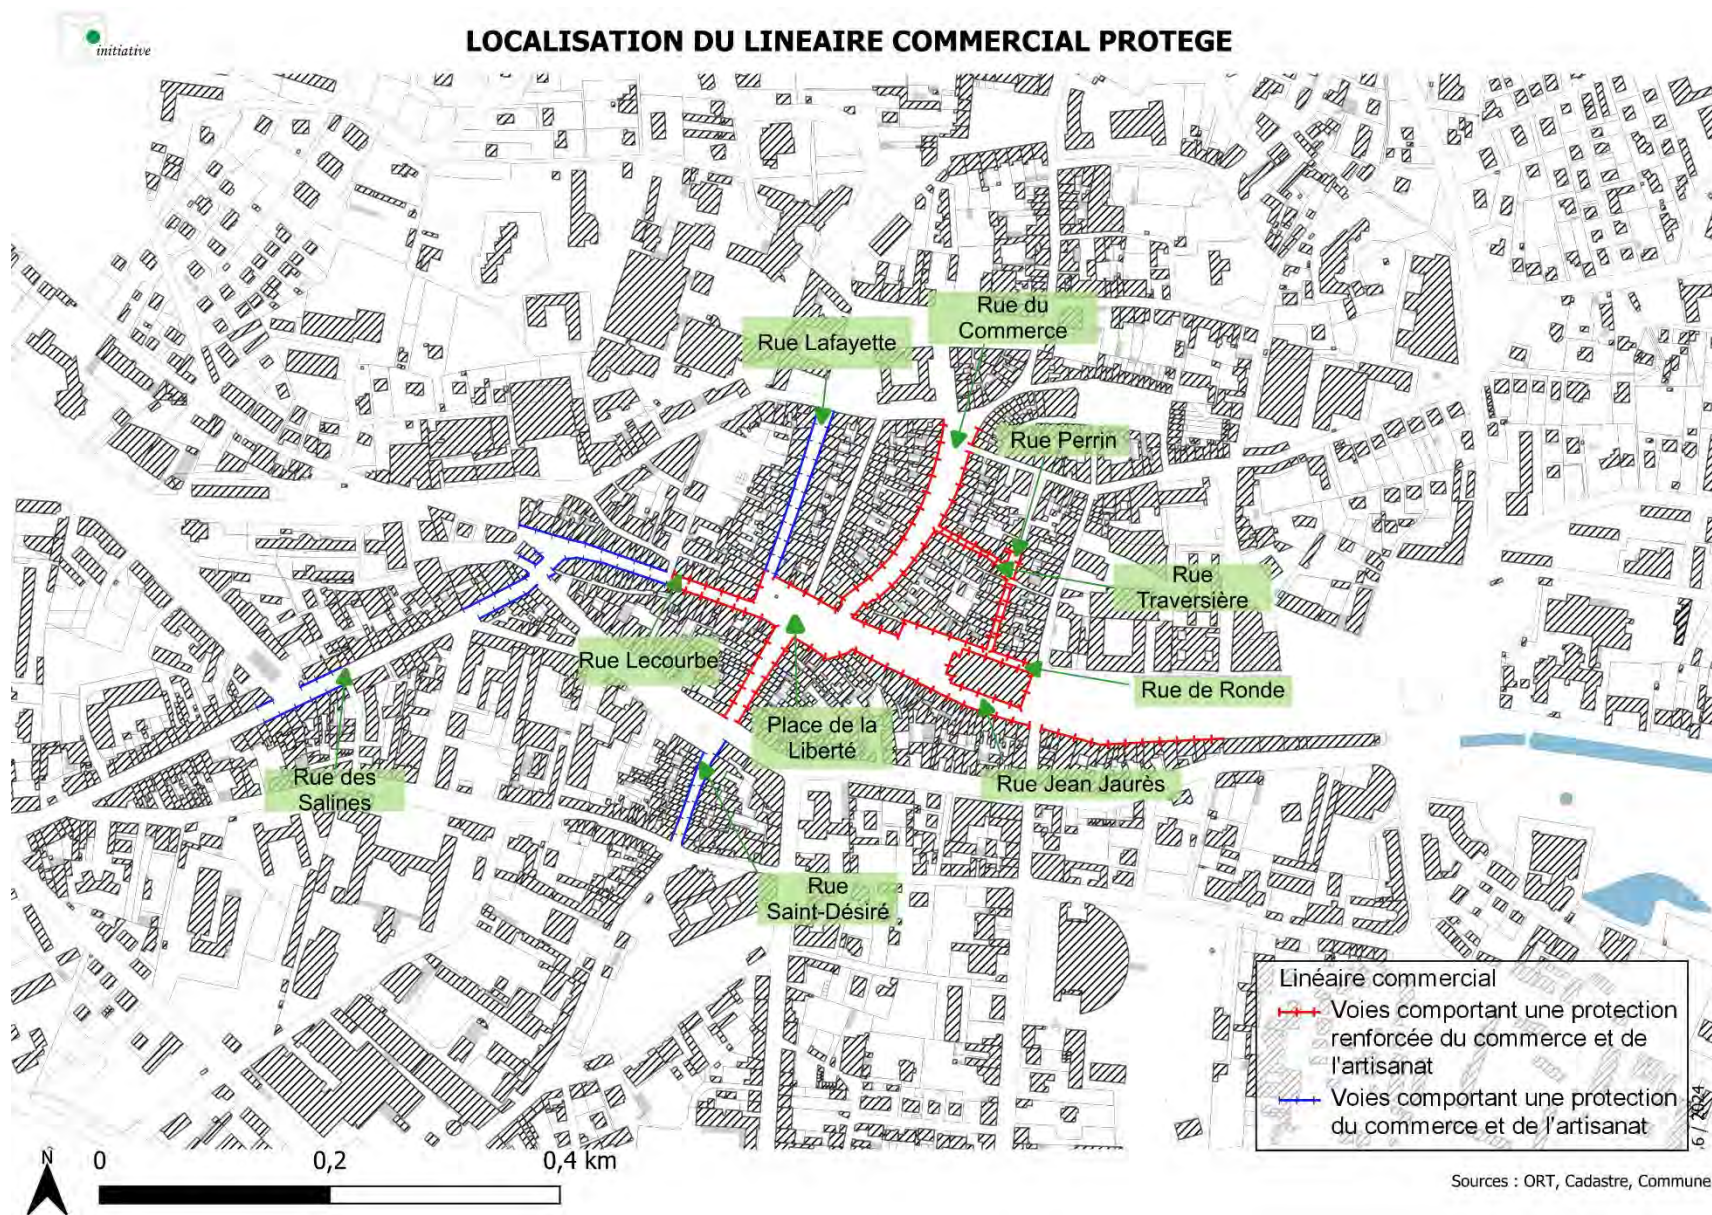 initiative
LOCALISATION DU LINEAIRE COMMERCIAL PROTEGE
Rue du
Commerce
Rue Lafayette
Rue Perrin
Rue
Traversière
Rue Lecourbe
Rue de Ronde
Place de la
Liberté
Rue des
Salines
Rue Jean Jaurès
Rue
Saint-Désiré
Linéaire commercial
Voies comportant une protection
renforcée du commerce et de
l'artisanat
Voies comportant une protection
du commerce et de l'artisanat
6 / 2024
N
0
0,2
0,4 km
Sources : ORT, Cadastre, Commune